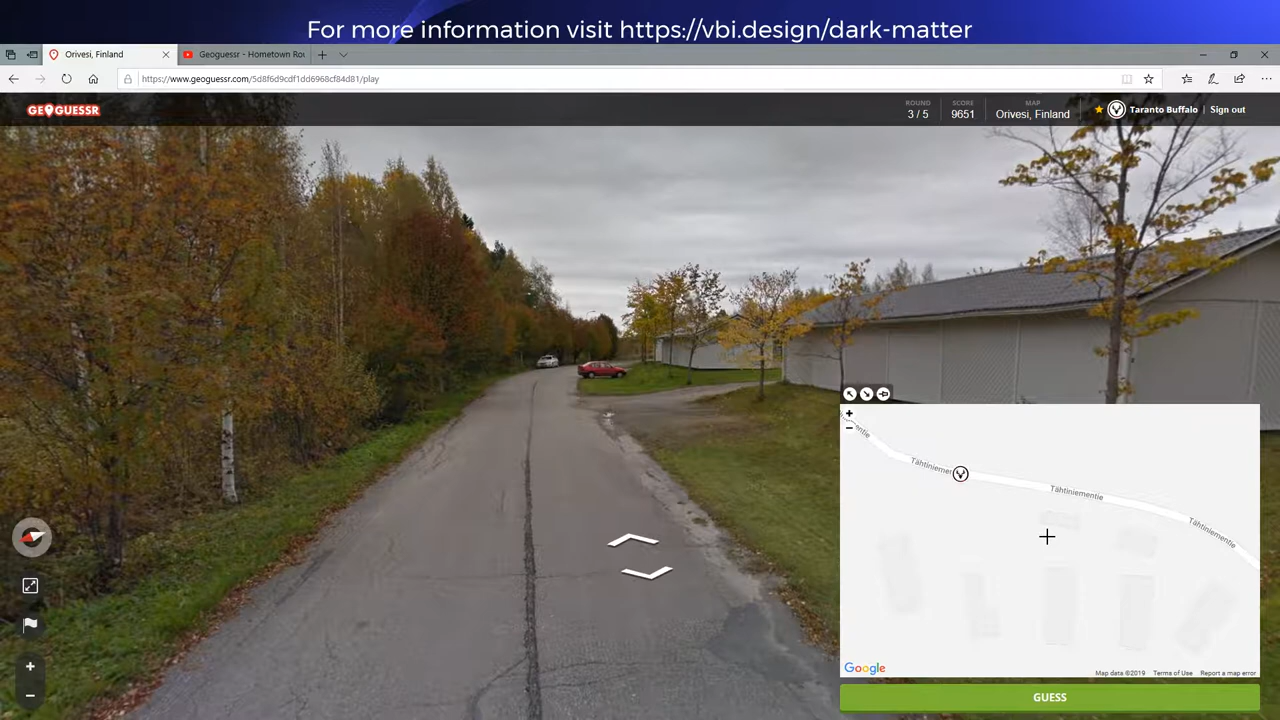 For more information visit https://vbi.design/dark-matter
Orivesi, Finland
Geoguessr - Hometown Rou
https://www.geoguessr.com/5d8f6d9cdf1dd6968cf84d81/play
GEOGUESSR
ROUND
3 / 5
SCORE
9651
MAP
Orivesi, Finland
Taranto Buffalo
Sign out
Tähtiniementie
Tähtiniementie
Google
Map data ©2019
Terms of Use
Report a map error
GUESS